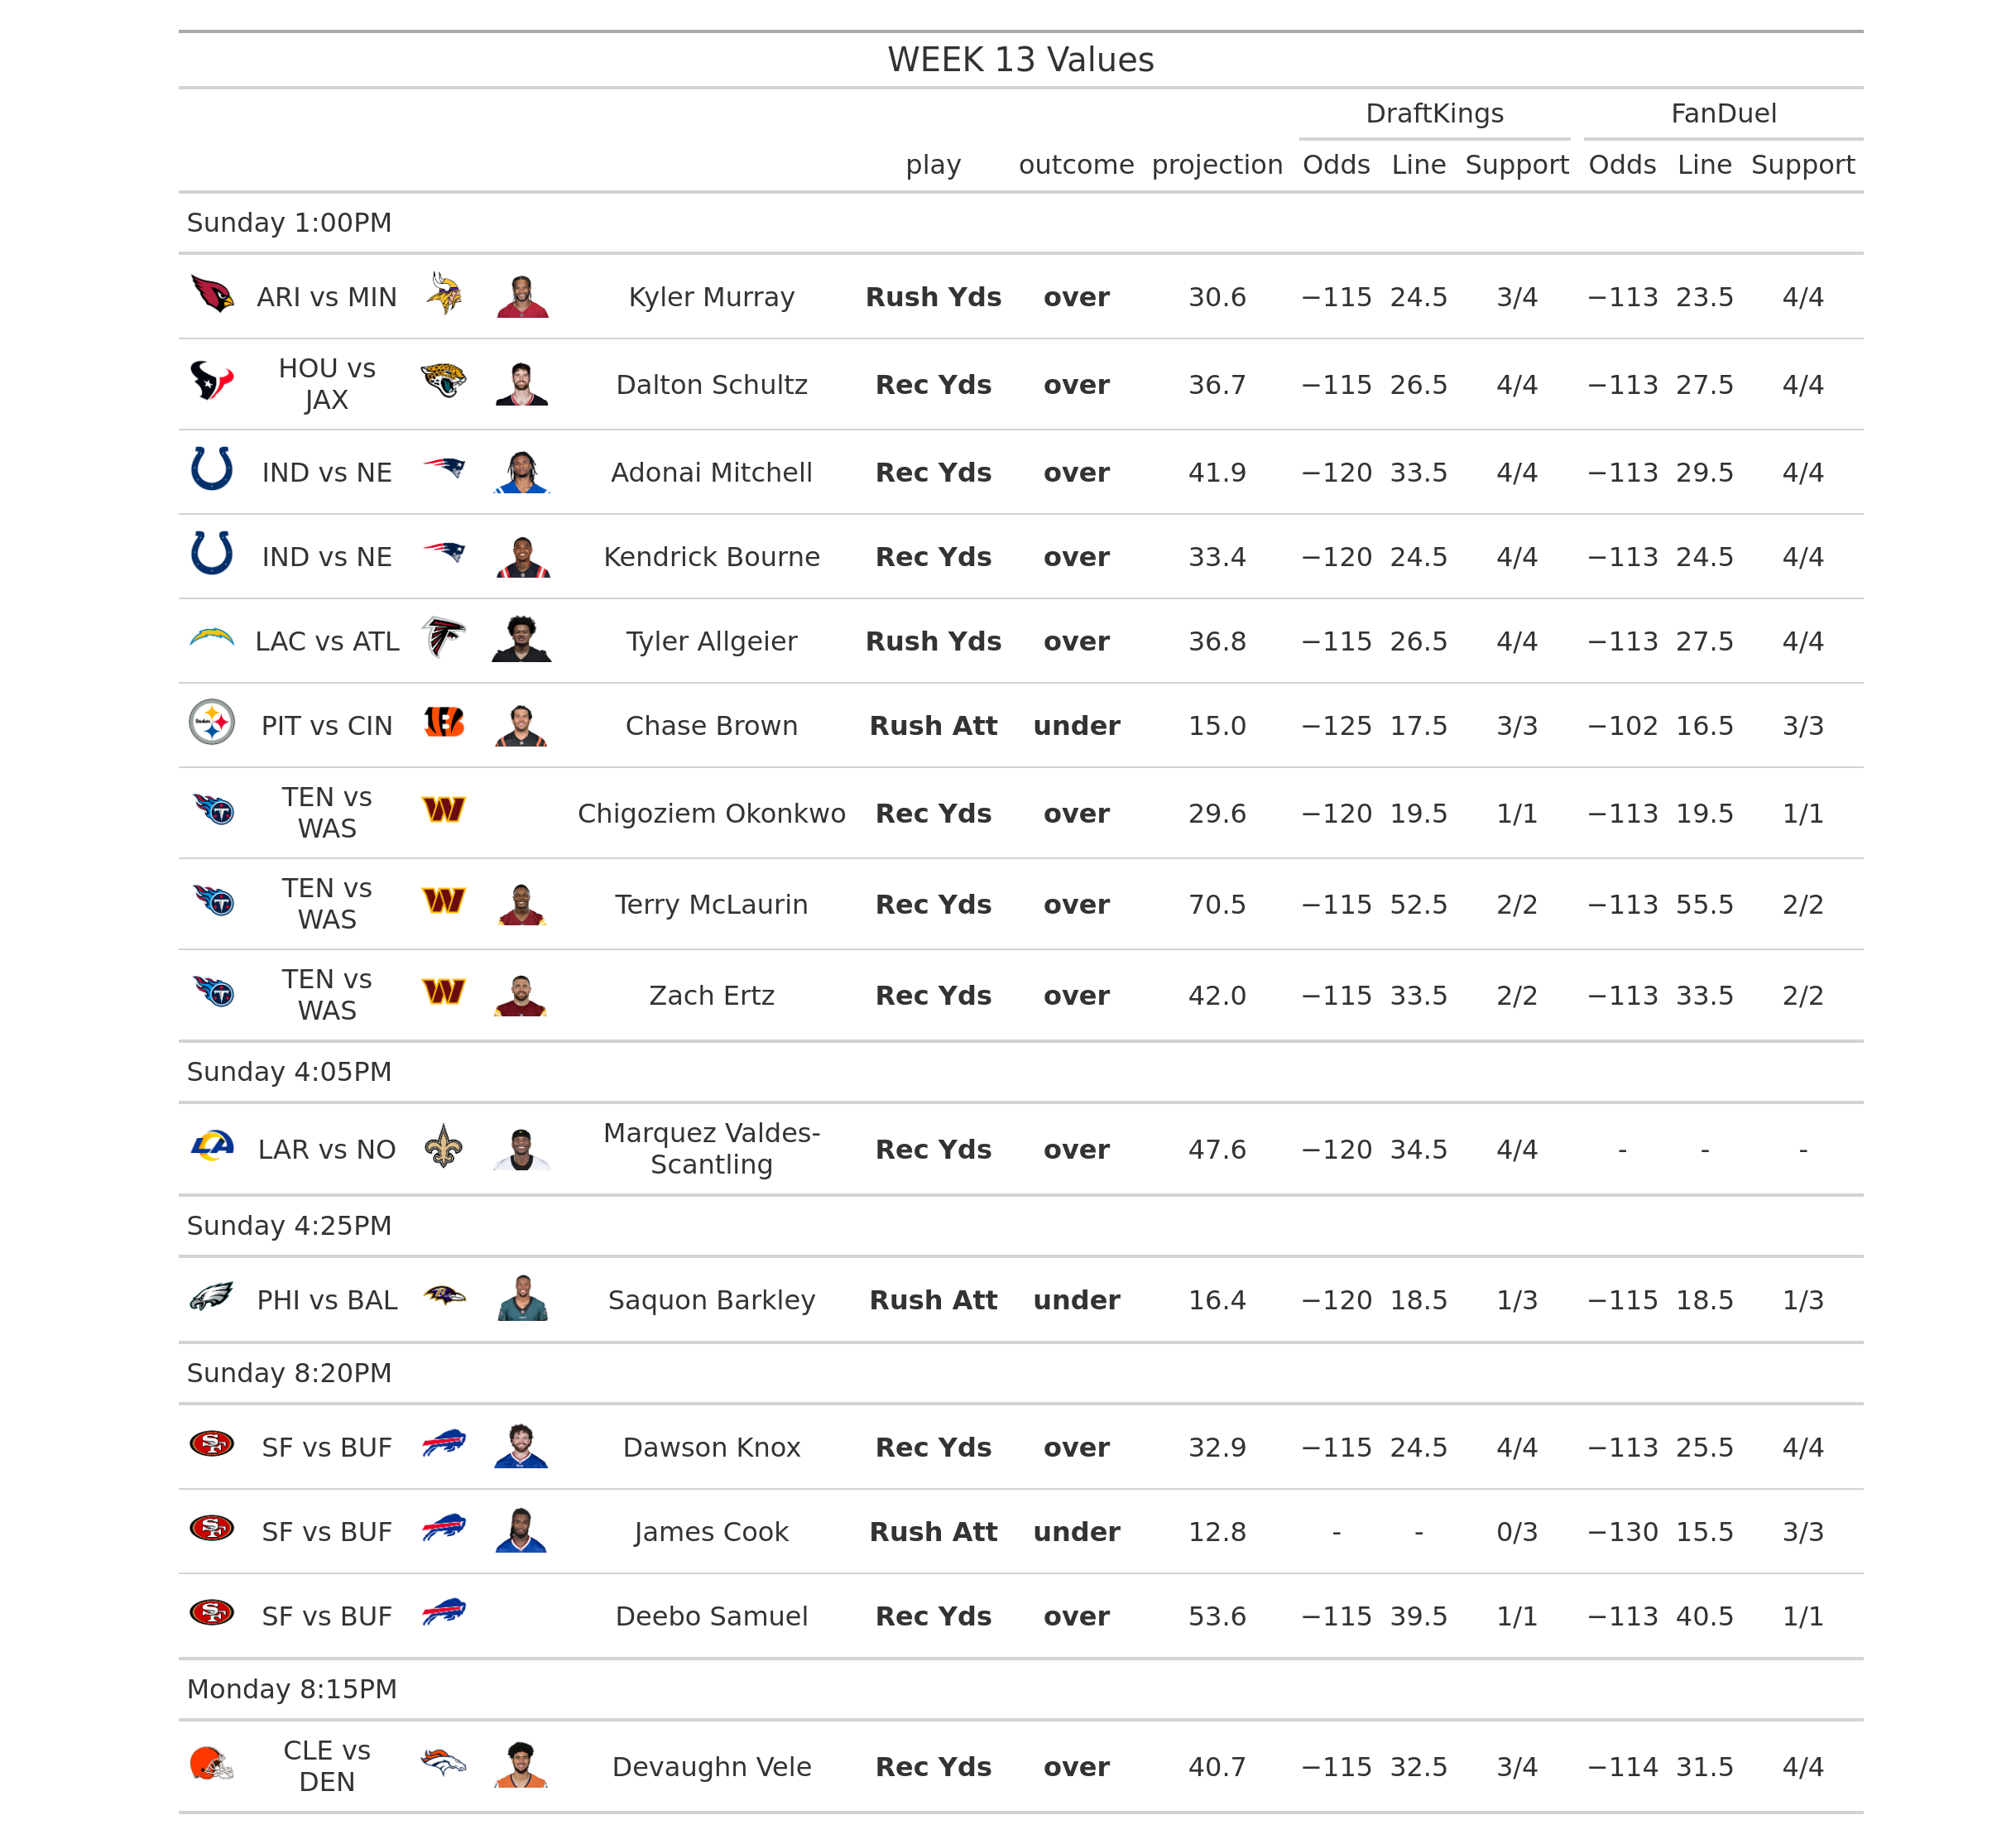 WEEK 13 Values
DraftKings FanDuel
play outcome projection Odds Line Support Odds Line Support
Sunday 1:00PM
ARI vs MIN Kyler Murray Rush Yds over 30.6 −115 24.5 3/4 −113 23.5 4/4
HOU vs
JAX Dalton Schultz Rec Yds over 36.7 −115 26.5 4/4 −113 27.5 4/4
IND vs NE Adonai Mitchell Rec Yds over 41.9 −120 33.5 4/4 −113 29.5 4/4
IND vs NE Kendrick Bourne Rec Yds over 33.4 −120 24.5 4/4 −113 24.5 4/4
LAC vs ATL Tyler Allgeier Rush Yds over 36.8 −115 26.5 4/4 −113 27.5 4/4
PIT vs CIN Chase Brown Rush Att under 15.0 −125 17.5 3/3 −102 16.5 3/3
TEN vs
WAS Chigoziem Okonkwo Rec Yds over 29.6 −120 19.5 1/1 −113 19.5 1/1
TEN vs
WAS Terry McLaurin Rec Yds over 70.5 −115 52.5 2/2 −113 55.5 2/2
TEN vs
WAS Zach Ertz Rec Yds over 42.0 −115 33.5 2/2 −113 33.5 2/2
Sunday 4:05PM
LAR vs NO Marquez Valdes-
Scantling Rec Yds over 47.6 −120 34.5 4/4 - - -
Sunday 4:25PM
PHI vs BAL Saquon Barkley Rush Att under 16.4 −120 18.5 1/3 −115 18.5 1/3
Sunday 8:20PM
SF vs BUF Dawson Knox Rec Yds over 32.9 −115 24.5 4/4 −113 25.5 4/4
SF vs BUF James Cook Rush Att under 12.8 - - 0/3 −130 15.5 3/3
SF vs BUF Deebo Samuel Rec Yds over 53.6 −115 39.5 1/1 −113 40.5 1/1
Monday 8:15PM
CLE vs
DEN Devaughn Vele Rec Yds over 40.7 −115 32.5 3/4 −114 31.5 4/4